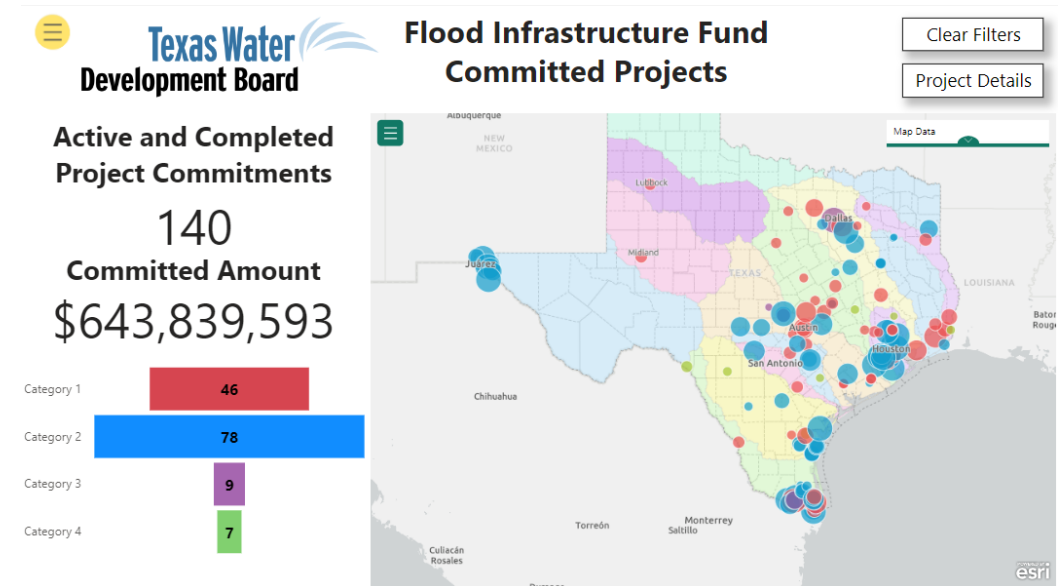 Texas Water
Development Board
Flood Infrastructure Fund
Committed Projects
Clear Filters
Project Details
Active and Completed
Project Commitments
140
Committed Amount
$643,839,593
Category 1
46
Category 2
78
Category 3
9
Category 4
7
Map Data
Albuquerque
NEW
MEXICO
Lubbock
Dallas
Midland
Juárez
TEXAS
LOUISIANA
Baton
Rouge
Austin
Houston
San Antonio
Chihuahua
Torreón
Monterrey
Saltillo
Culiacán
Rosales
esri